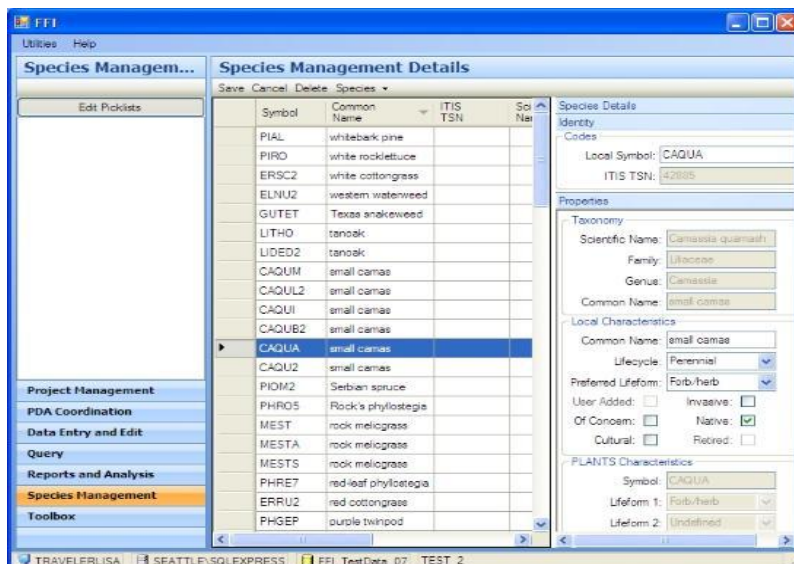 FFI
Utilities Help
Species Managem...
Edit Picklists
Project Management
PDA Coordination
Data Entry and Edit
Query
Reports and Analysis
Species Management
Toolbox
Species Management Details
Save Cancel Delete Species
Symbol Common Name ITIS TSN Sci Nar
PIAL whitebark pine
PIRO white rocklettuce
ERSC2 white cottongrass
ELNU2 western waterweed
GUTET Texas snakeweed
LITHO tanoak
LIDED2 tanoak
CAQUM small camas
CAQUL2 small camas
CAQUI small camas
CAQUB2 small camas
CAQUA small camas
CAQU2 small camas
PIOM2 Serbian spruce
PHRO5 Rock's phyllostegia
MEST rock melicgrass
MESTA rock melicgrass
MESTS rock melicgrass
PHRE7 red-leaf phyllostegia
ERRU2 red cottongrass
PHGEP purple twinpod
Species Details
Identity
Codes
Local Symbol: CAQUA
ITIS TSN: 42885
Properties
Taxonomy
Scientific Name: Camassia quamash
Family: Liliaceae
Genue: Camassia
Common Name: small camas
Local Characteristics
Common Name: small camas
Lifecycle: Perennial
Preferred Lifeform: Forb/herb
User Added: Invasive:
Of Concern: Native:
Cultural: Retired:
PLANTS Characteristics
Symbol: CAQUA
Lifeform 1: Forb/herb
Lifeform 2: Undefined
TRAVELERLISA SEATTLE\SQLEXPRESS FFI_TestData_07 TEST_2